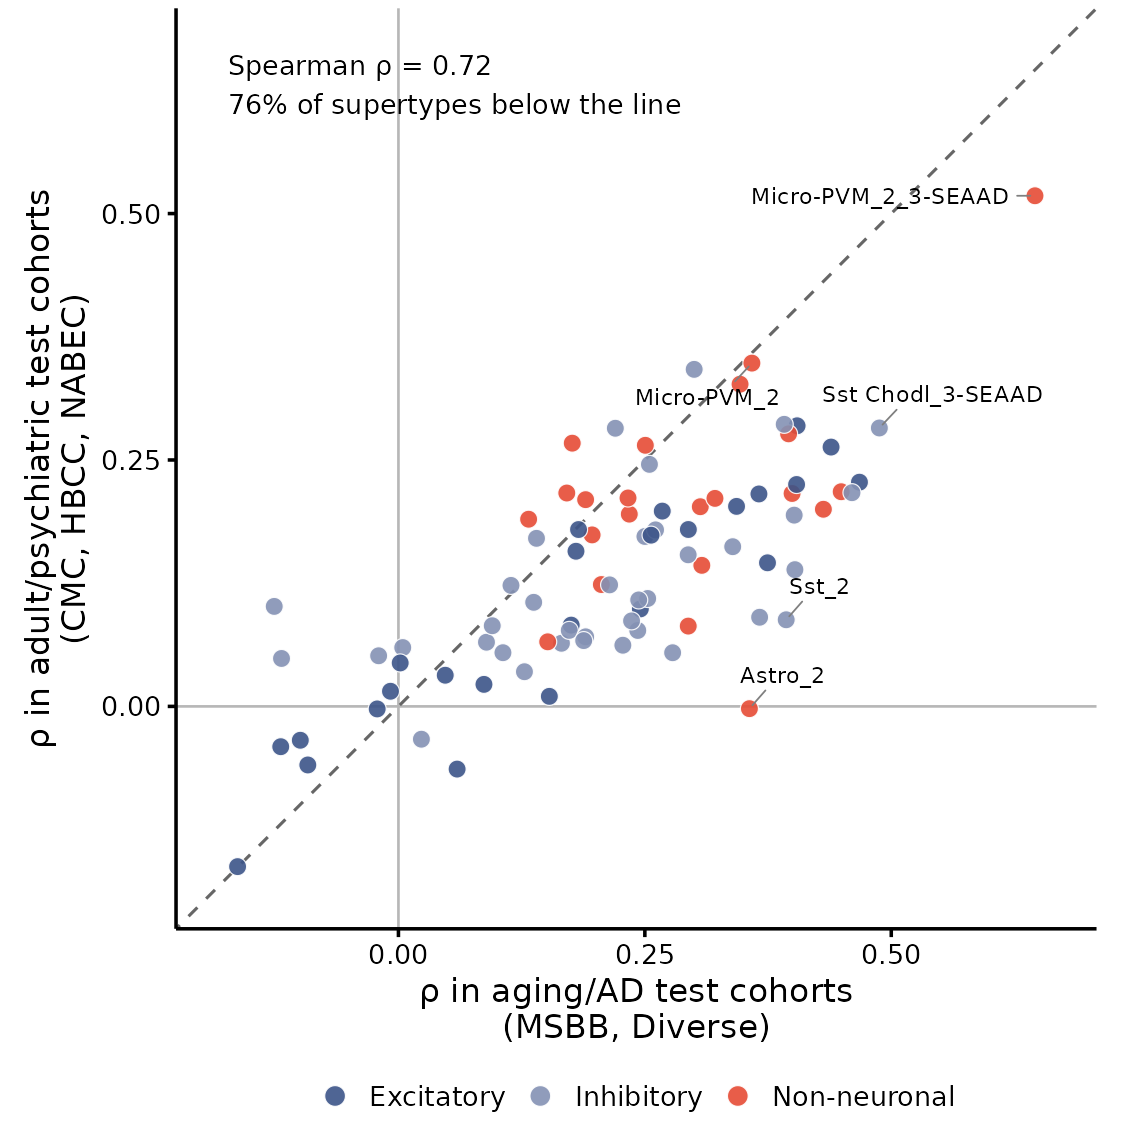 Spearman ρ = 0.72
76% of supertypes below the line
Micro-PVM_2_3-SEAAD
Micro-PVM_2
Sst Chodl_3-SEAAD
Sst_2
Astro_2
0.50
0.25
0.00
ρ in adult/psychiatric test cohorts
(CMC, HBCC, NABEC)
0.00 0.25 0.50
ρ in aging/AD test cohorts
(MSBB, Diverse)
Excitatory Inhibitory Non-neuronal